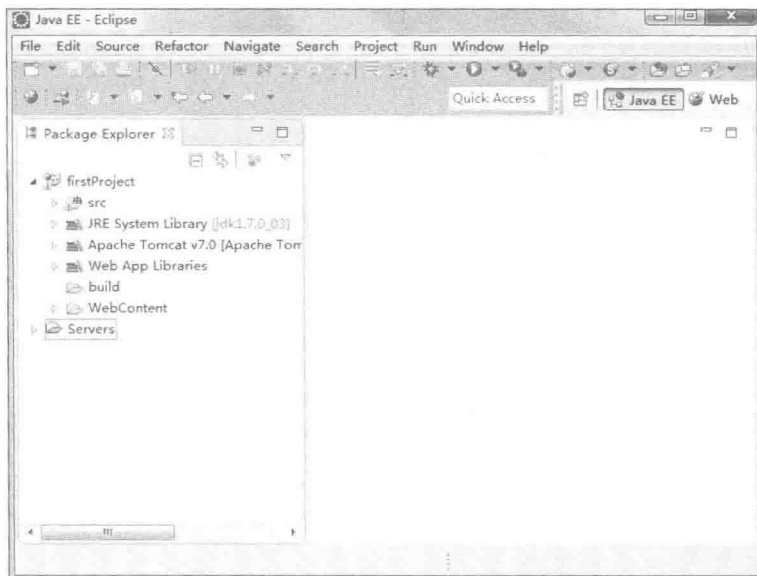 Java EE - Eclipse
File Edit Source Refactor Navigate Search Project Run Window Help
Quick Access
Java EE
Web
Package Explorer
firstProject
src
JRE System Library [jdk1.7.0_03]
Apache Tomcat v7.0 [Apache Tom
Web App Libraries
build
WebContent
Servers